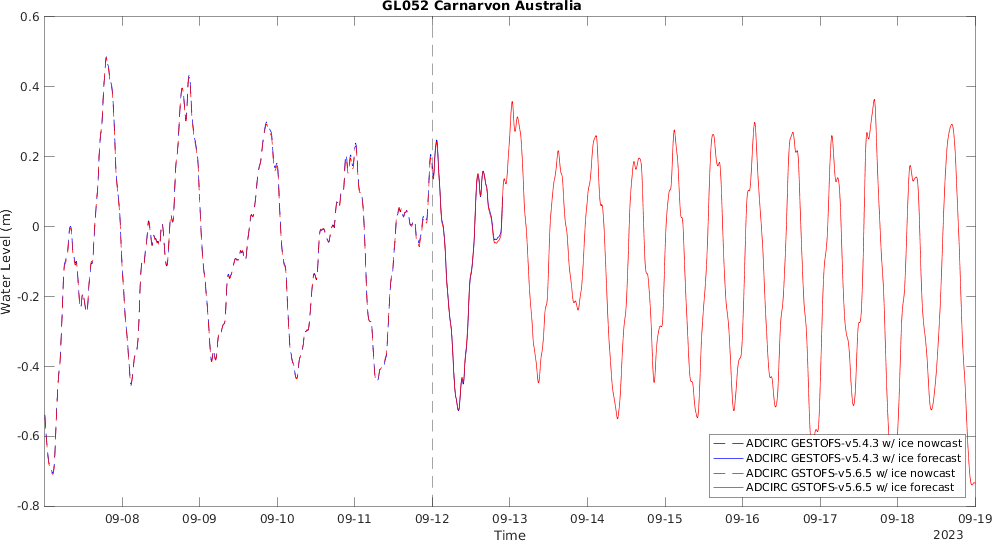 GL052 Carnarvon Australia
Water Level (m)
0.6
0.4
0.2
0
-0.2
-0.4
-0.6
-0.8
ADCIRC GESTOFS-v5.4.3 w/ ice nowcast
ADCIRC GESTOFS-v5.4.3 w/ ice forecast
ADCIRC GSTOFS-v5.6.5 w/ ice nowcast
ADCIRC GSTOFS-v5.6.5 w/ ice forecast
09-08 09-09 09-10 09-11 09-12 09-13 09-14 09-15 09-16 09-17 09-18 09-19
Time
2023